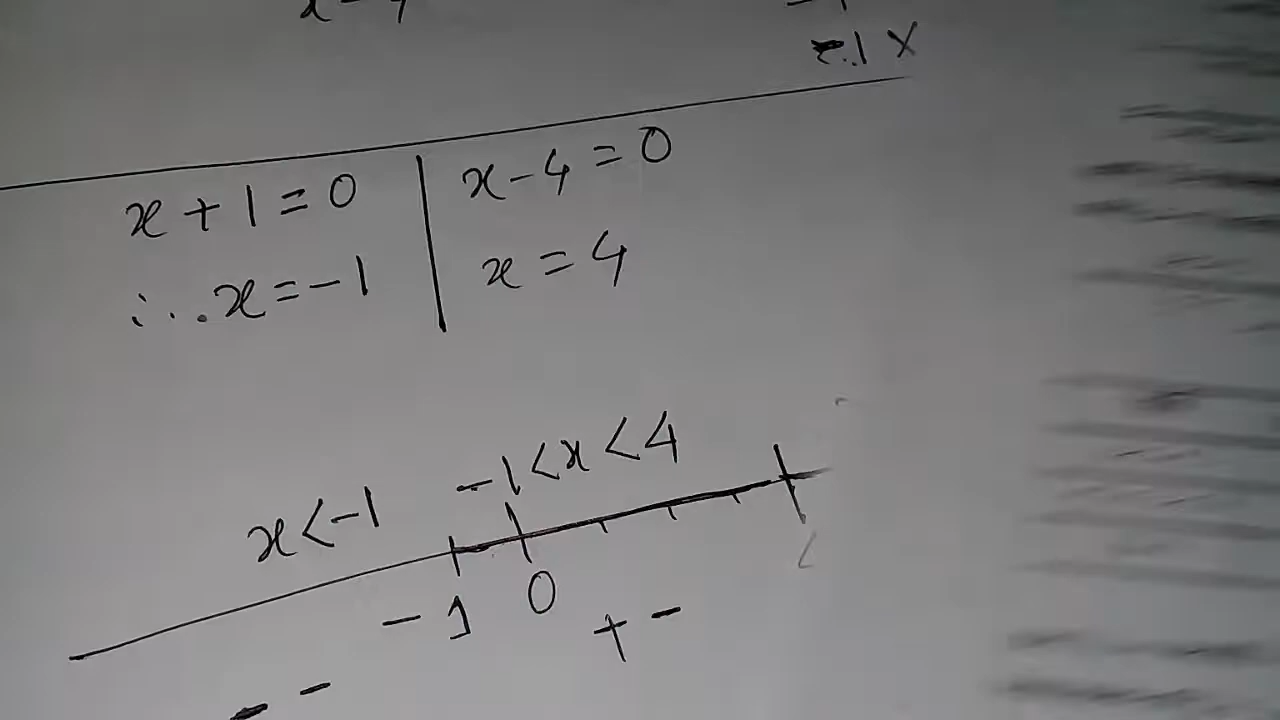 x + 1 = 0
x - 4 = 0
∴ x = -1
x = 4
x < -1
-1 < x < 4
-1
0
+ -
- -